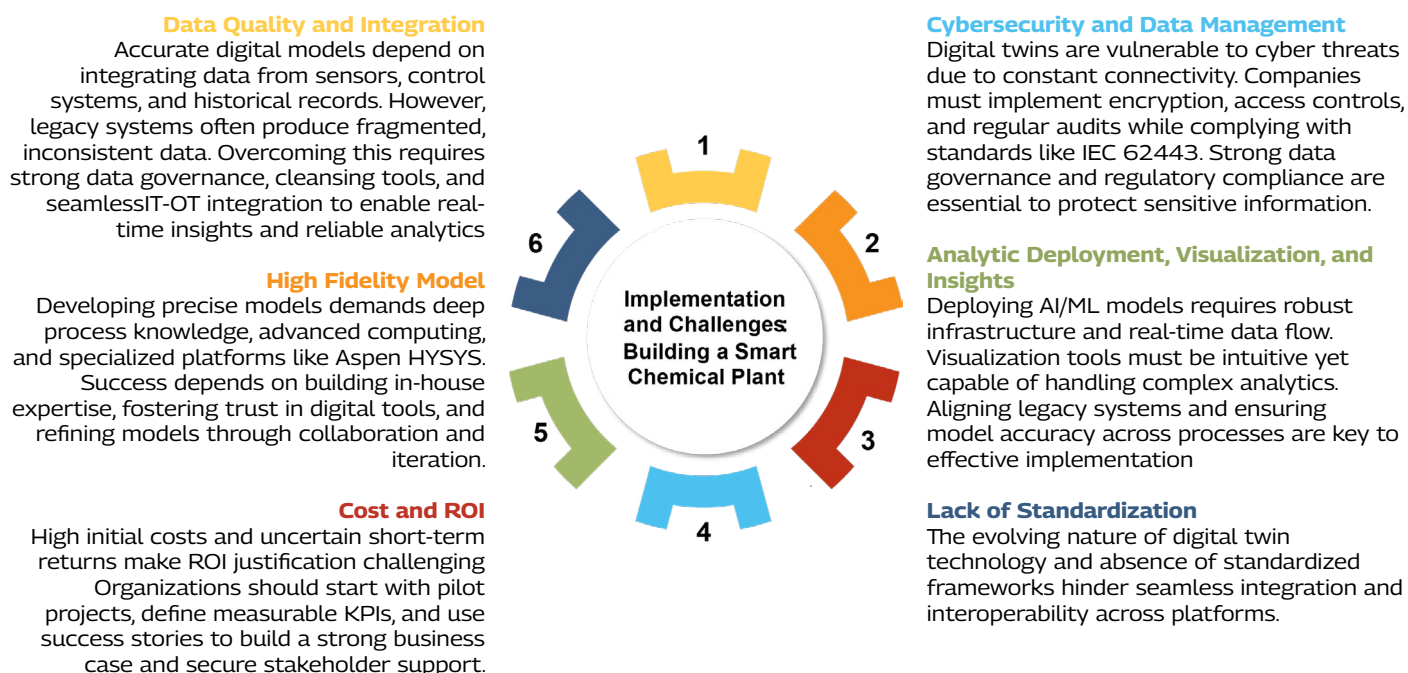 Data Quality and Integration
Accurate digital models depend on
integrating data from sensors, control
systems, and historical records. However,
legacy systems often produce fragmented,
inconsistent data. Overcoming this requires
strong data governance, cleansing tools, and
seamlessIT-OT integration to enable real-
time insights and reliable analytics
High Fidelity Model
Developing precise models demands deep
process knowledge, advanced computing,
and specialized platforms like Aspen HYSYS.
Success depends on building in-house
expertise, fostering trust in digital tools, and
refining models through collaboration and
iteration.
Cost and ROI
High initial costs and uncertain short-term
returns make ROI justification challenging
Organizations should start with pilot
projects, define measurable KPIs, and use
success stories to build a strong business
case and secure stakeholder support.
1
2
3
4
5
6
Implementation
and Challenges:
Building a Smart
Chemical Plant
Cybersecurity and Data Management
Digital twins are vulnerable to cyber threats
due to constant connectivity. Companies
must implement encryption, access controls,
and regular audits while complying with
standards like IEC 62443. Strong data
governance and regulatory compliance are
essential to protect sensitive information.
Analytic Deployment, Visualization, and
Insights
Deploying AI/ML models requires robust
infrastructure and real-time data flow.
Visualization tools must be intuitive yet
capable of handling complex analytics.
Aligning legacy systems and ensuring
model accuracy across processes are key to
effective implementation
Lack of Standardization
The evolving nature of digital twin
technology and absence of standardized
frameworks hinder seamless integration and
interoperability across platforms.